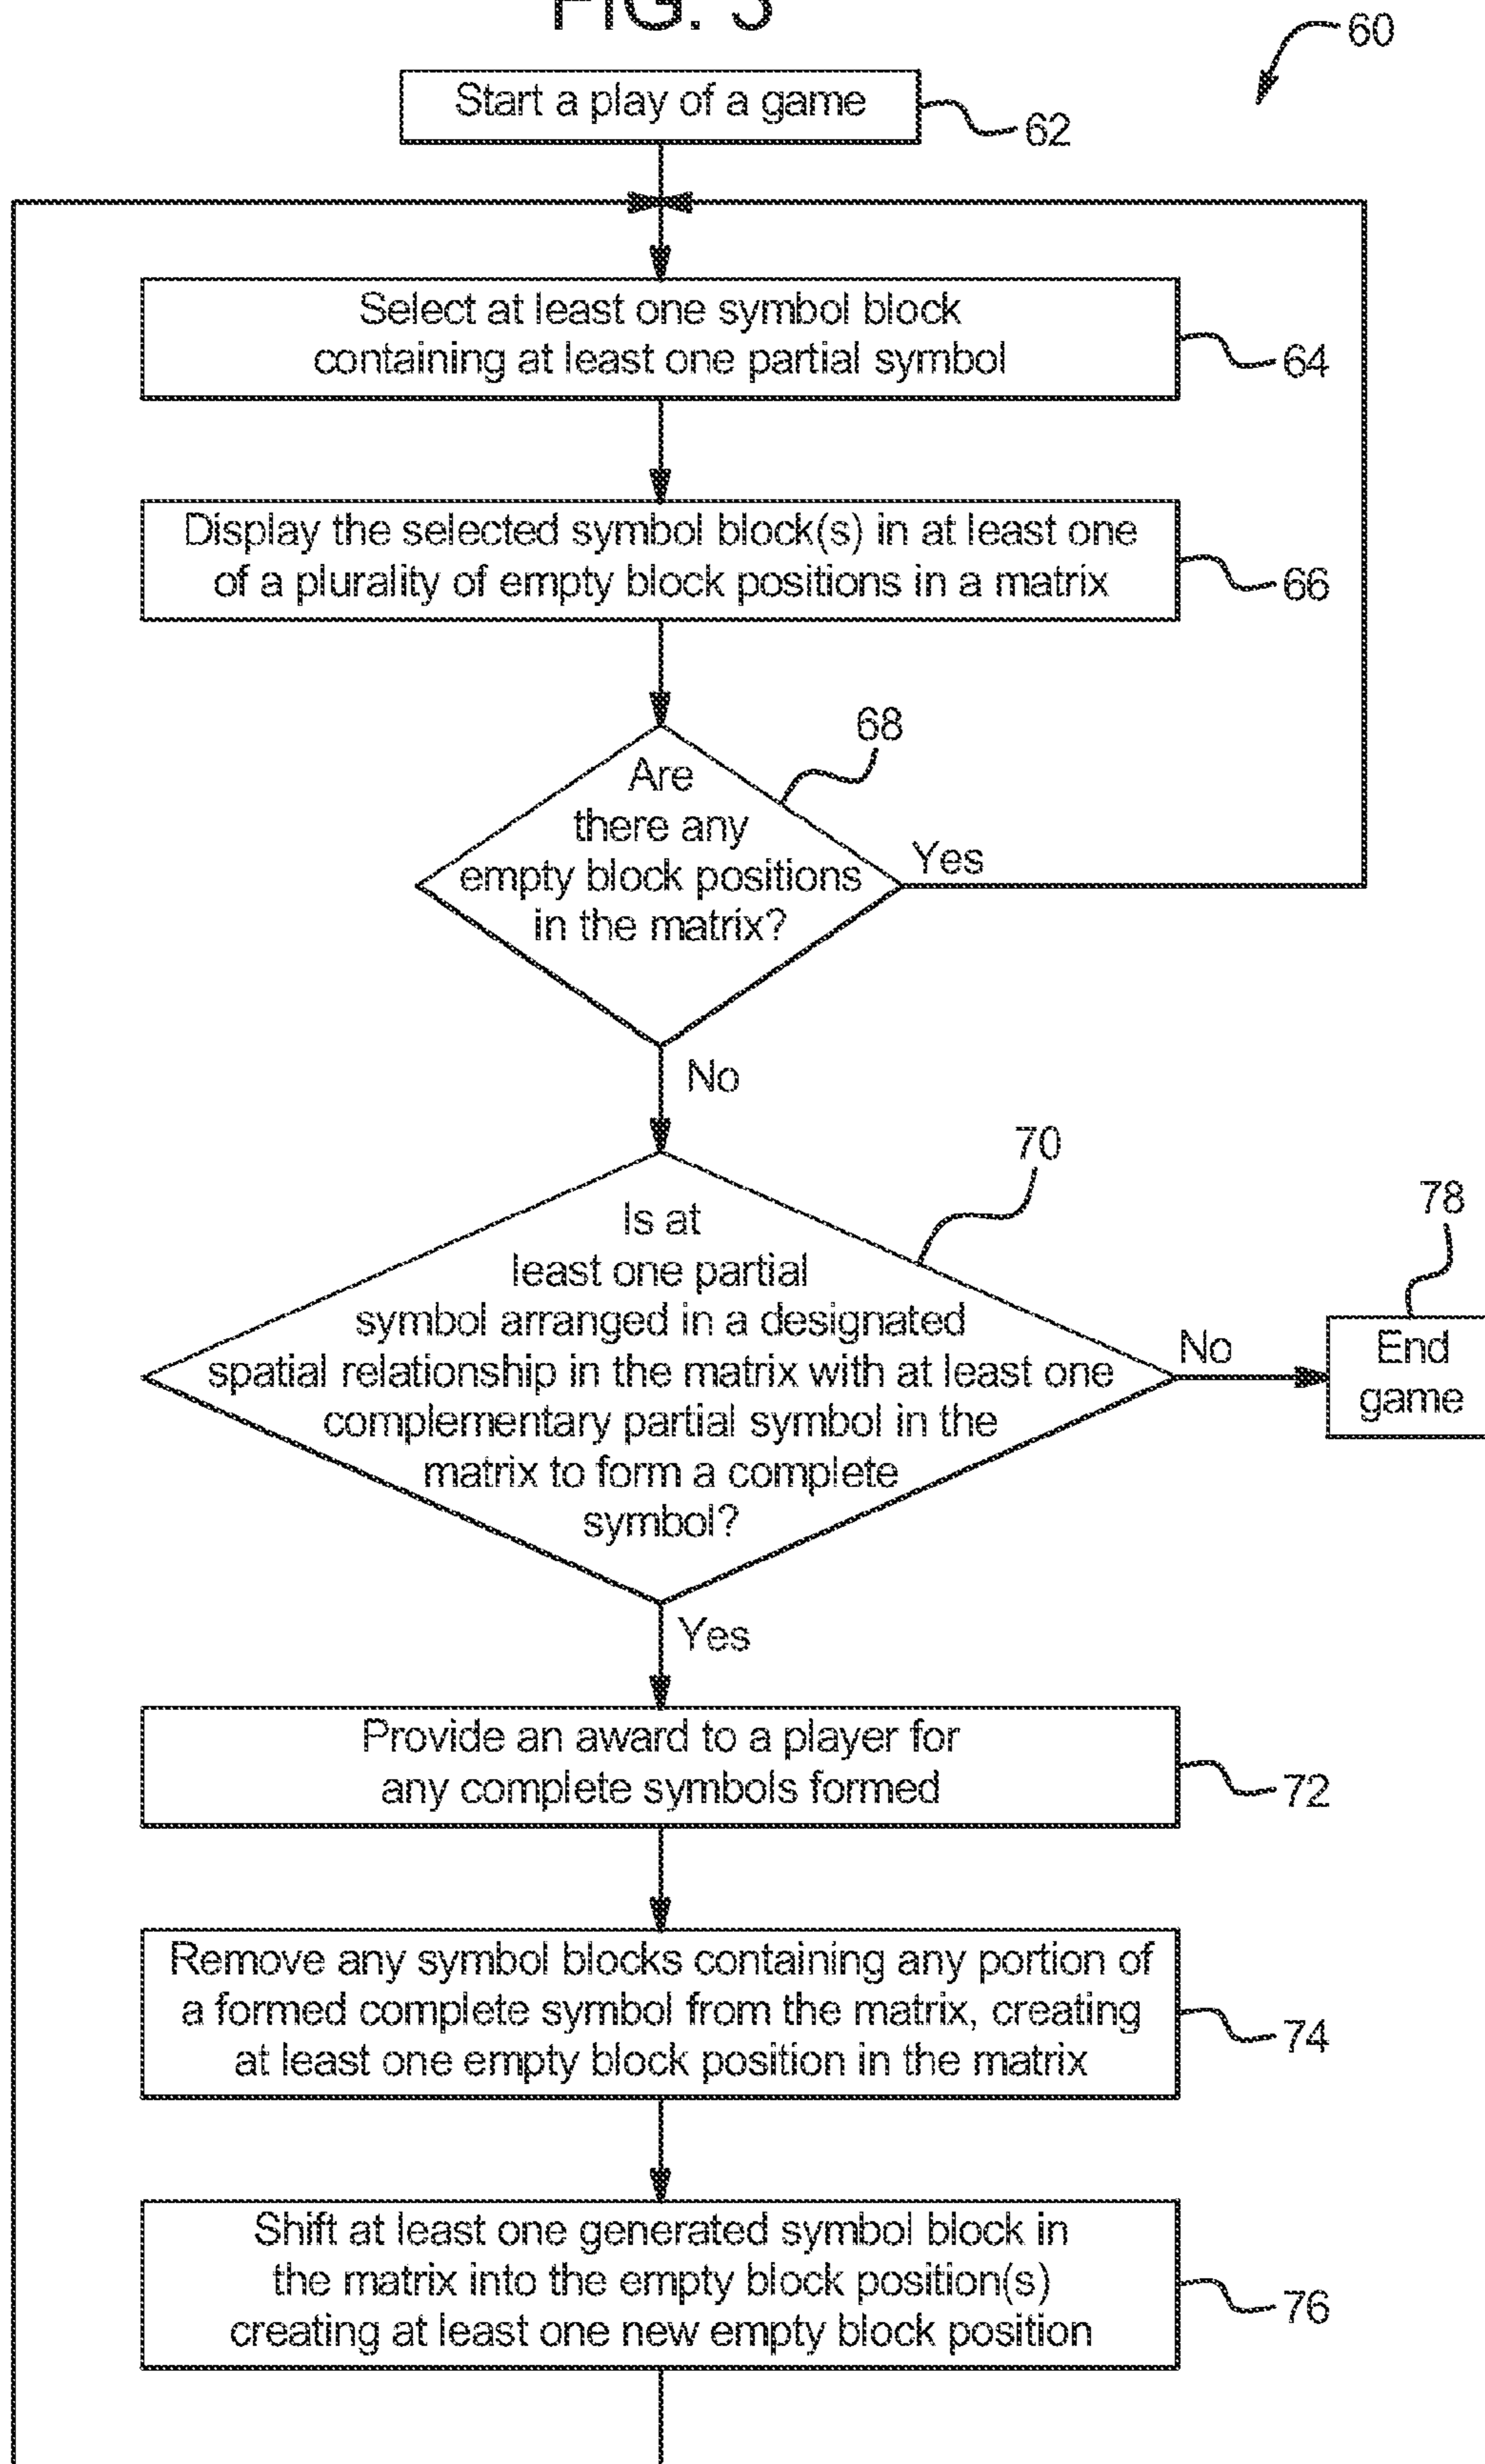 FIG. 3
60
Start a play of a game
62
Select at least one symbol block
containing at least one partial symbol
64
Display the selected symbol block(s) in at least one
of a plurality of empty block positions in a matrix
66
68
Are
there any
empty block positions
in the matrix?
Yes
No
70
Is at
least one partial
symbol arranged in a designated
spatial relationship in the matrix with at least one
complementary partial symbol in the
matrix to form a complete
symbol?
No
78
End
game
Yes
Provide an award to a player for
any complete symbols formed
72
Remove any symbol blocks containing any portion of
a formed complete symbol from the matrix, creating
at least one empty block position in the matrix
74
Shift at least one generated symbol block in
the matrix into the empty block position(s)
creating at least one new empty block position
76